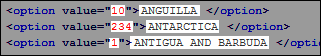 <option value="10">ANGUILLA </option>
<option value="234">ANTARCTICA </option>
<option value="1">ANTIGUA AND BARBUDA </option>